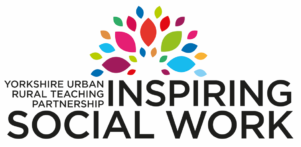 YORKSHIRE URBAN
RURAL TEACHING
PARTNERSHIP
INSPIRING
SOCIAL WORK